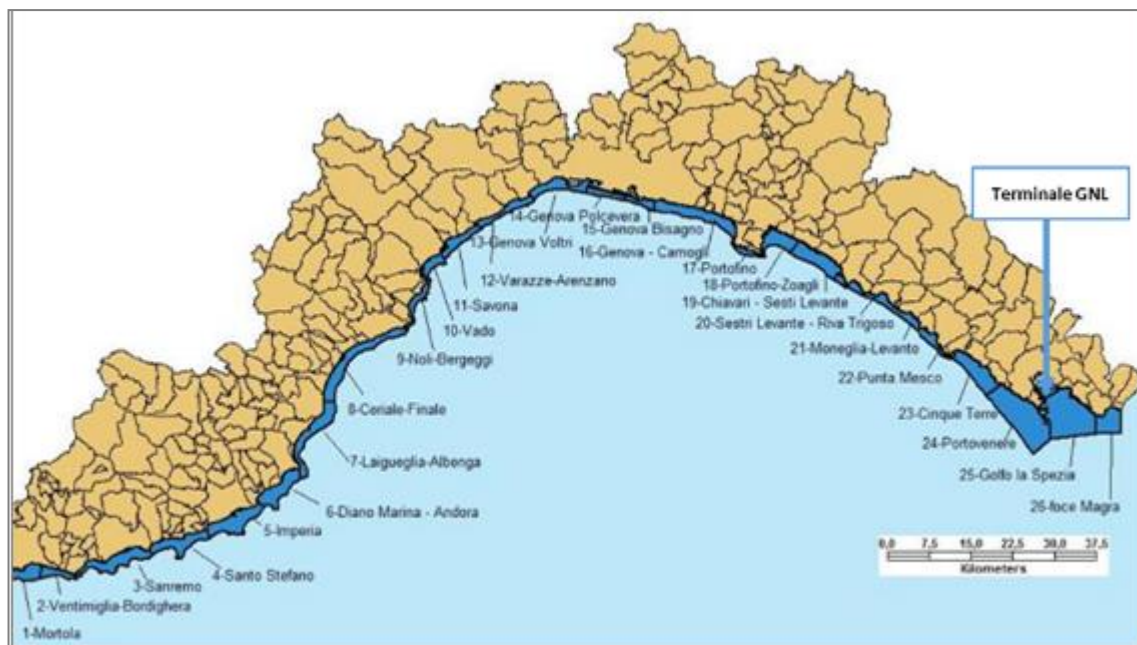 Terminale GNL
14-Genova Polcevera
15-Genova Bisagno
13-Genova Voltri
16-Genova - Camogli
12-Varazze-Arenzano
17-Portofino
18-Portofino-Zoagli
11-Savona
19-Chiavari - Sesti Levante
10-Vado
20-Sestri Levante - Riva Trigoso
9-Noli-Bergeggi
21-Moneglia-Levanto
22-Punta Mesco
8-Ceriale-Finale
23-Cinque Terre
24-Portovenere
7-Laigueglia-Albenga
25-Golfo la Spezia
6-Diano Marina - Andora
26-foce Magra
5-Imperia
4-Santo Stefano
3-Sanremo
2-Ventimiglia-Bordighera
1-Mortola
0,0 7,5 15,0 22,5 30,0 37,5
Kilometers